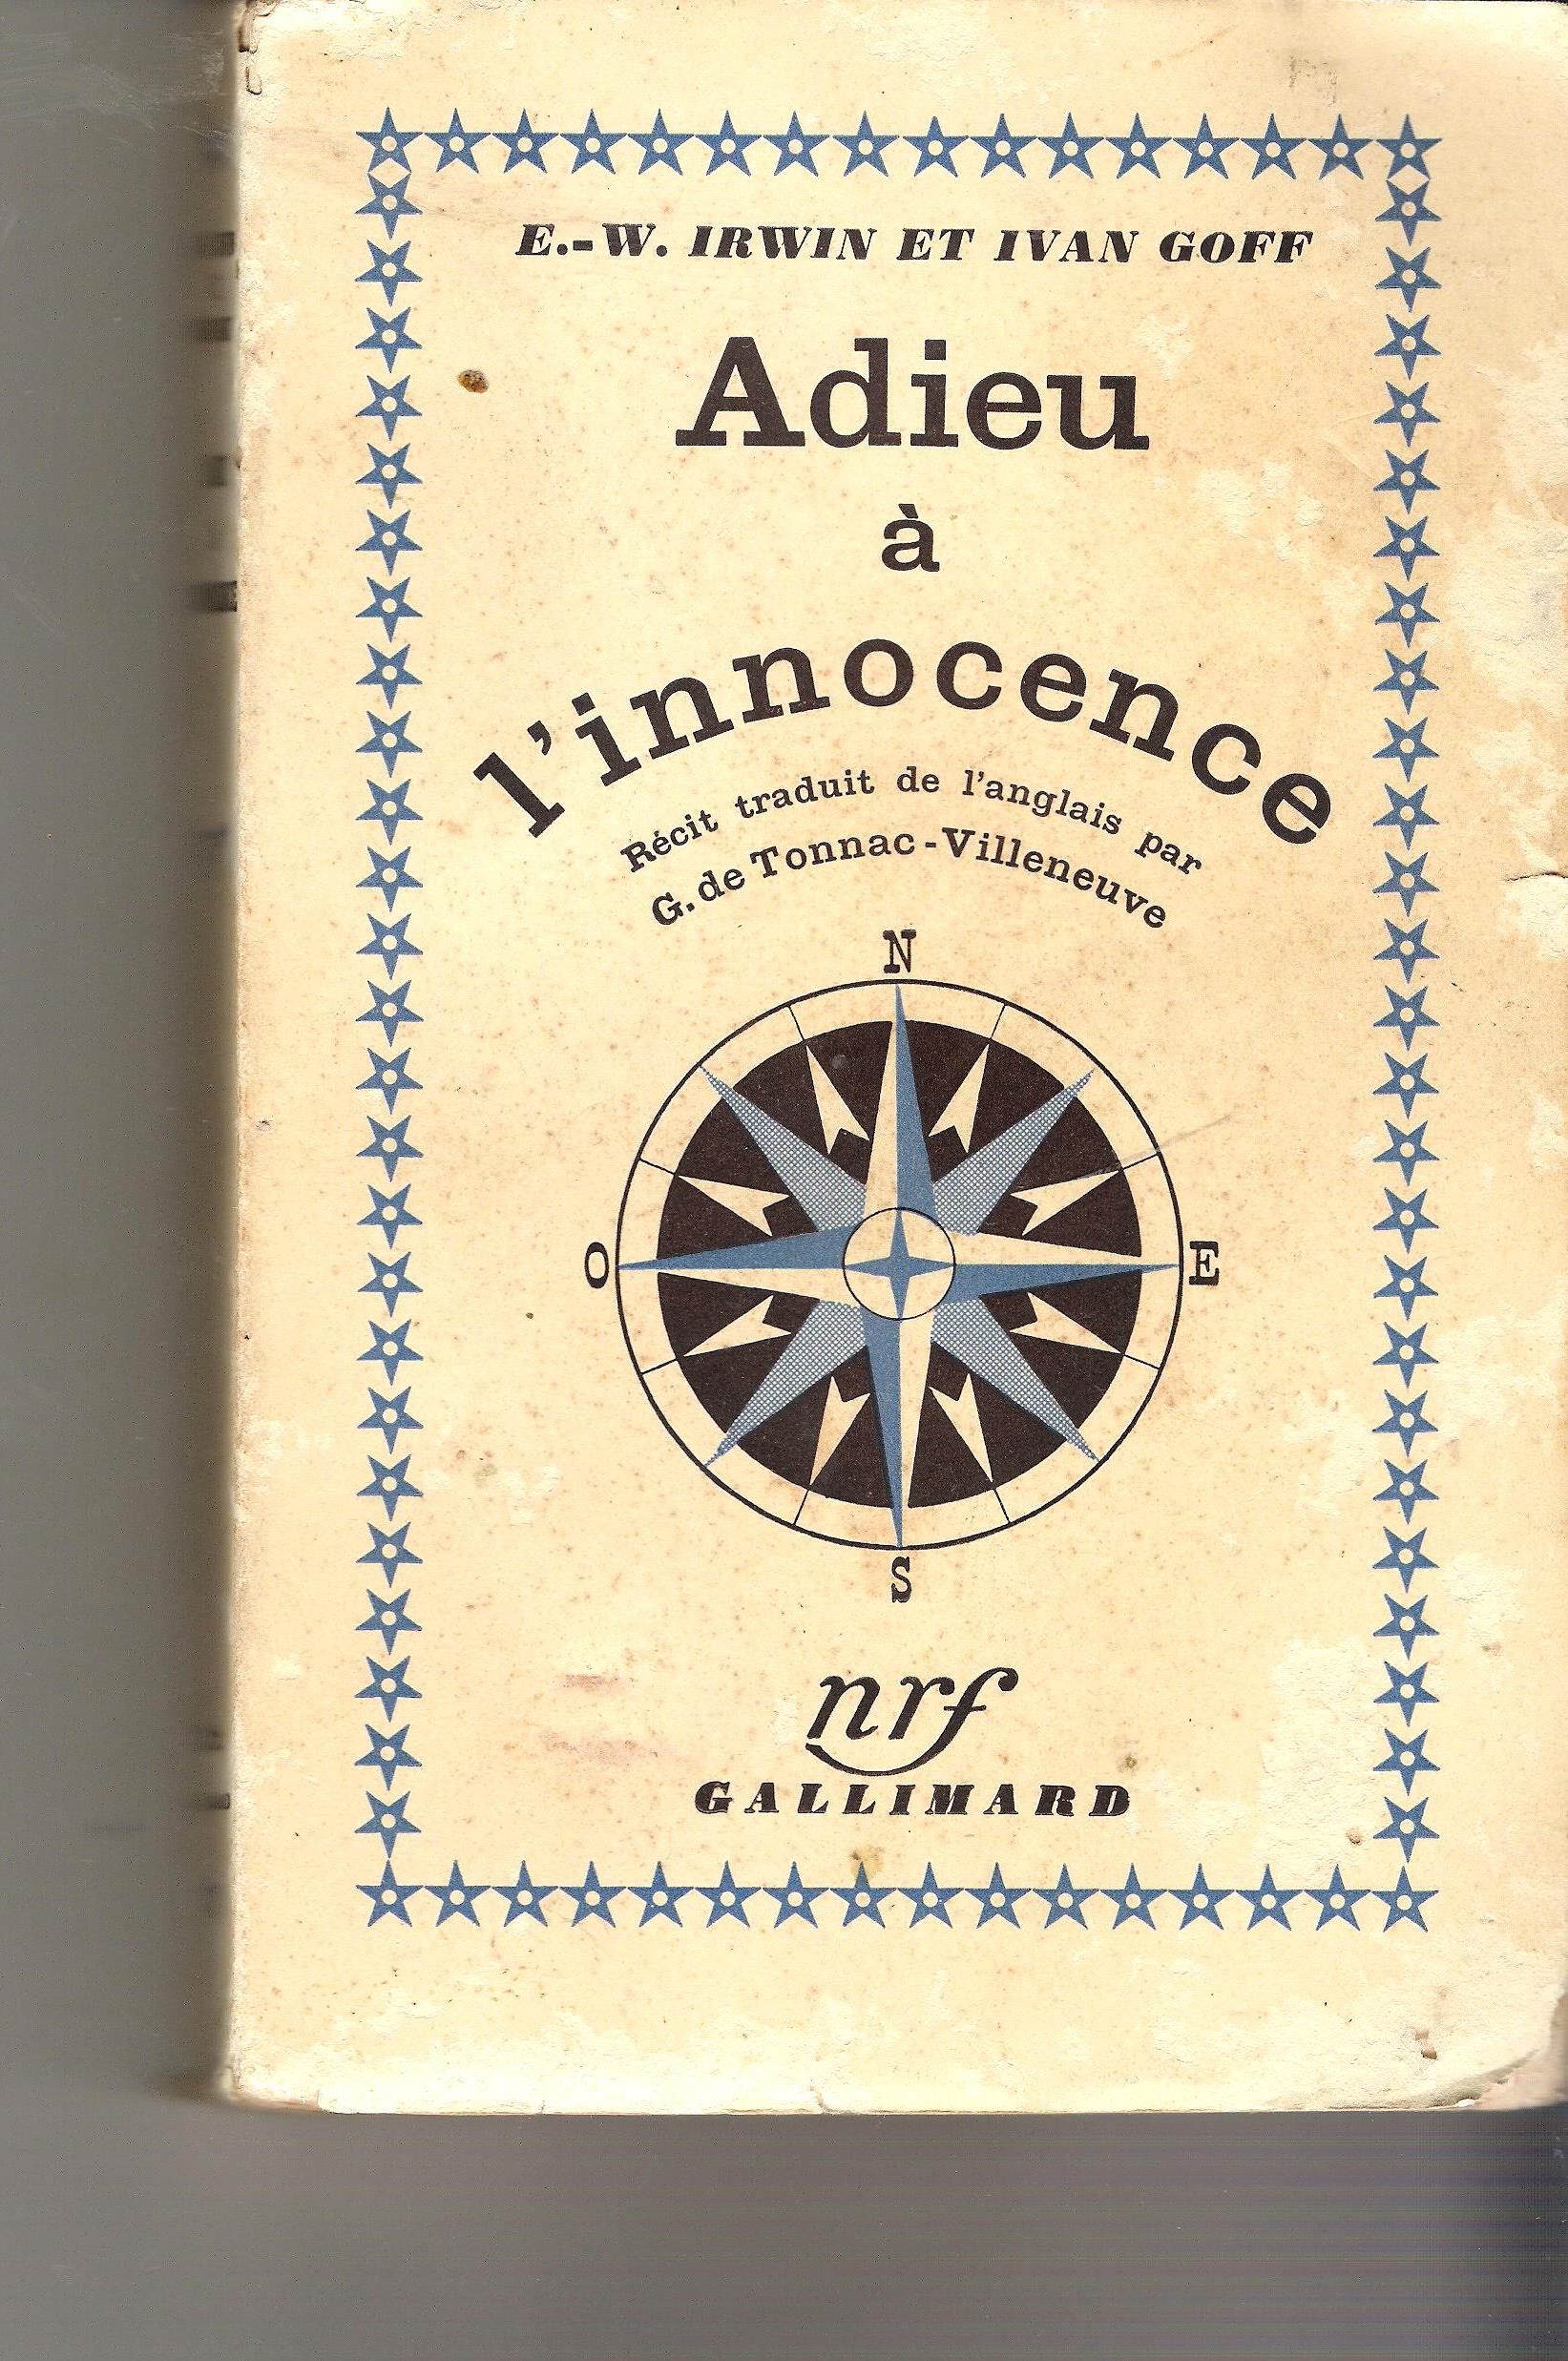 E.-W. IRWIN ET IVAN GOFF
Adieu
à
l'innocence
Récit traduit de l'anglais par
G. de Tonnac-Villeneuve
N
O
E
S
nrf
GALLIMARD